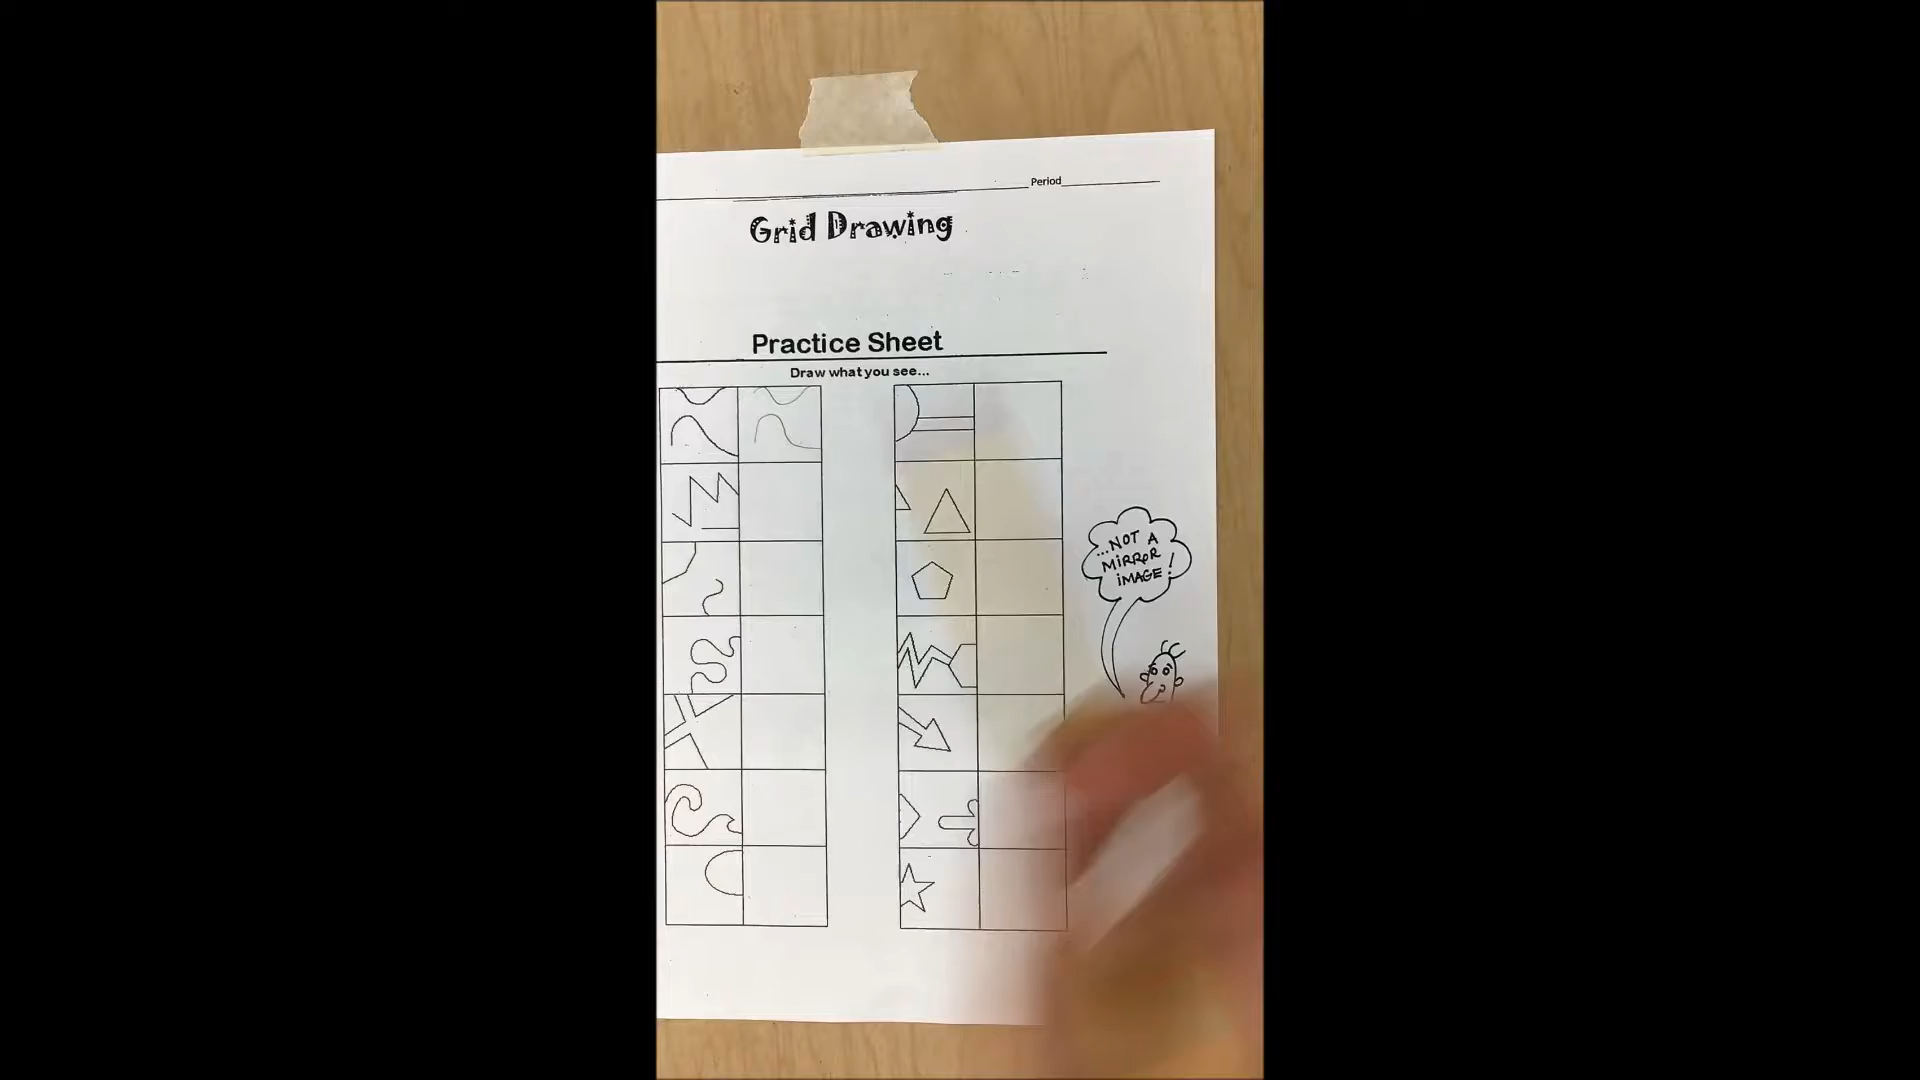 Period
Grid Drawing
Practice Sheet
Draw what you see...
...NOT A
MIRROR
IMAGE!